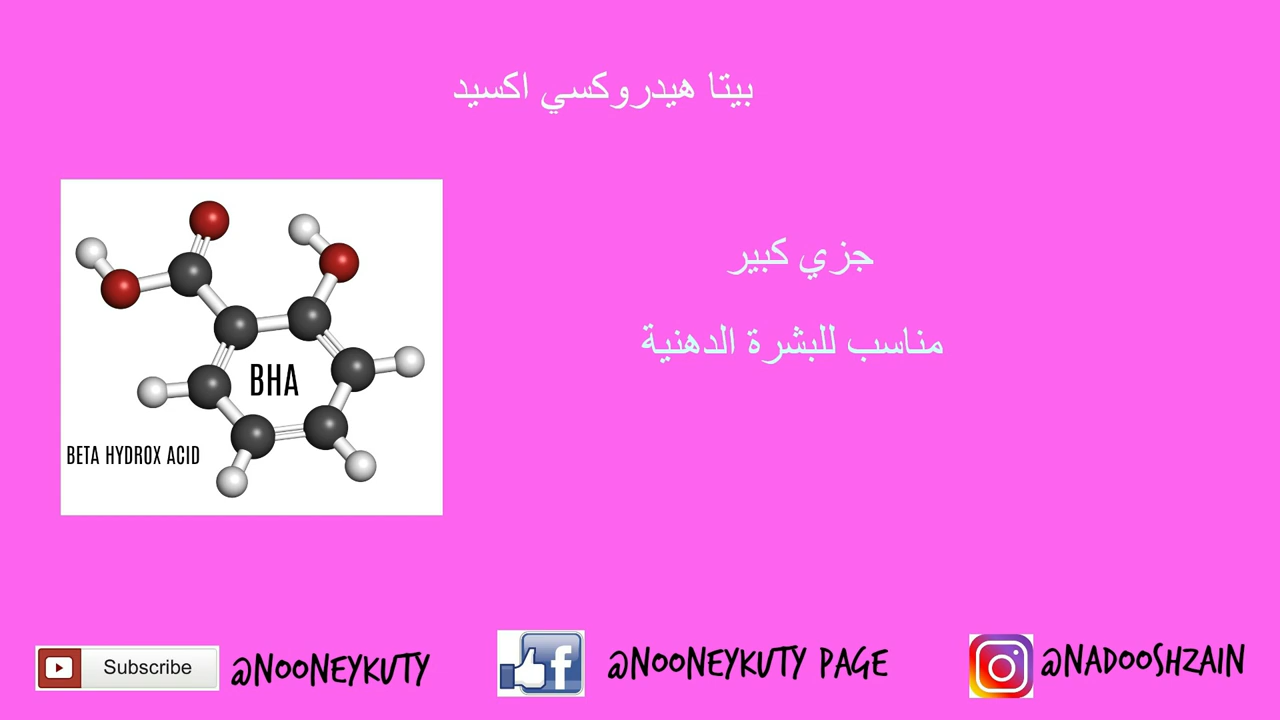 بيتا هيدروكسي اكسيد
جزي كبير
مناسب للبشرة الدهنية
BHA
BETA HYDROX ACID
Subscribe
@NOONEYKUTY
f
@NOONEYKUTY PAGE
@NADOOSHZAIN